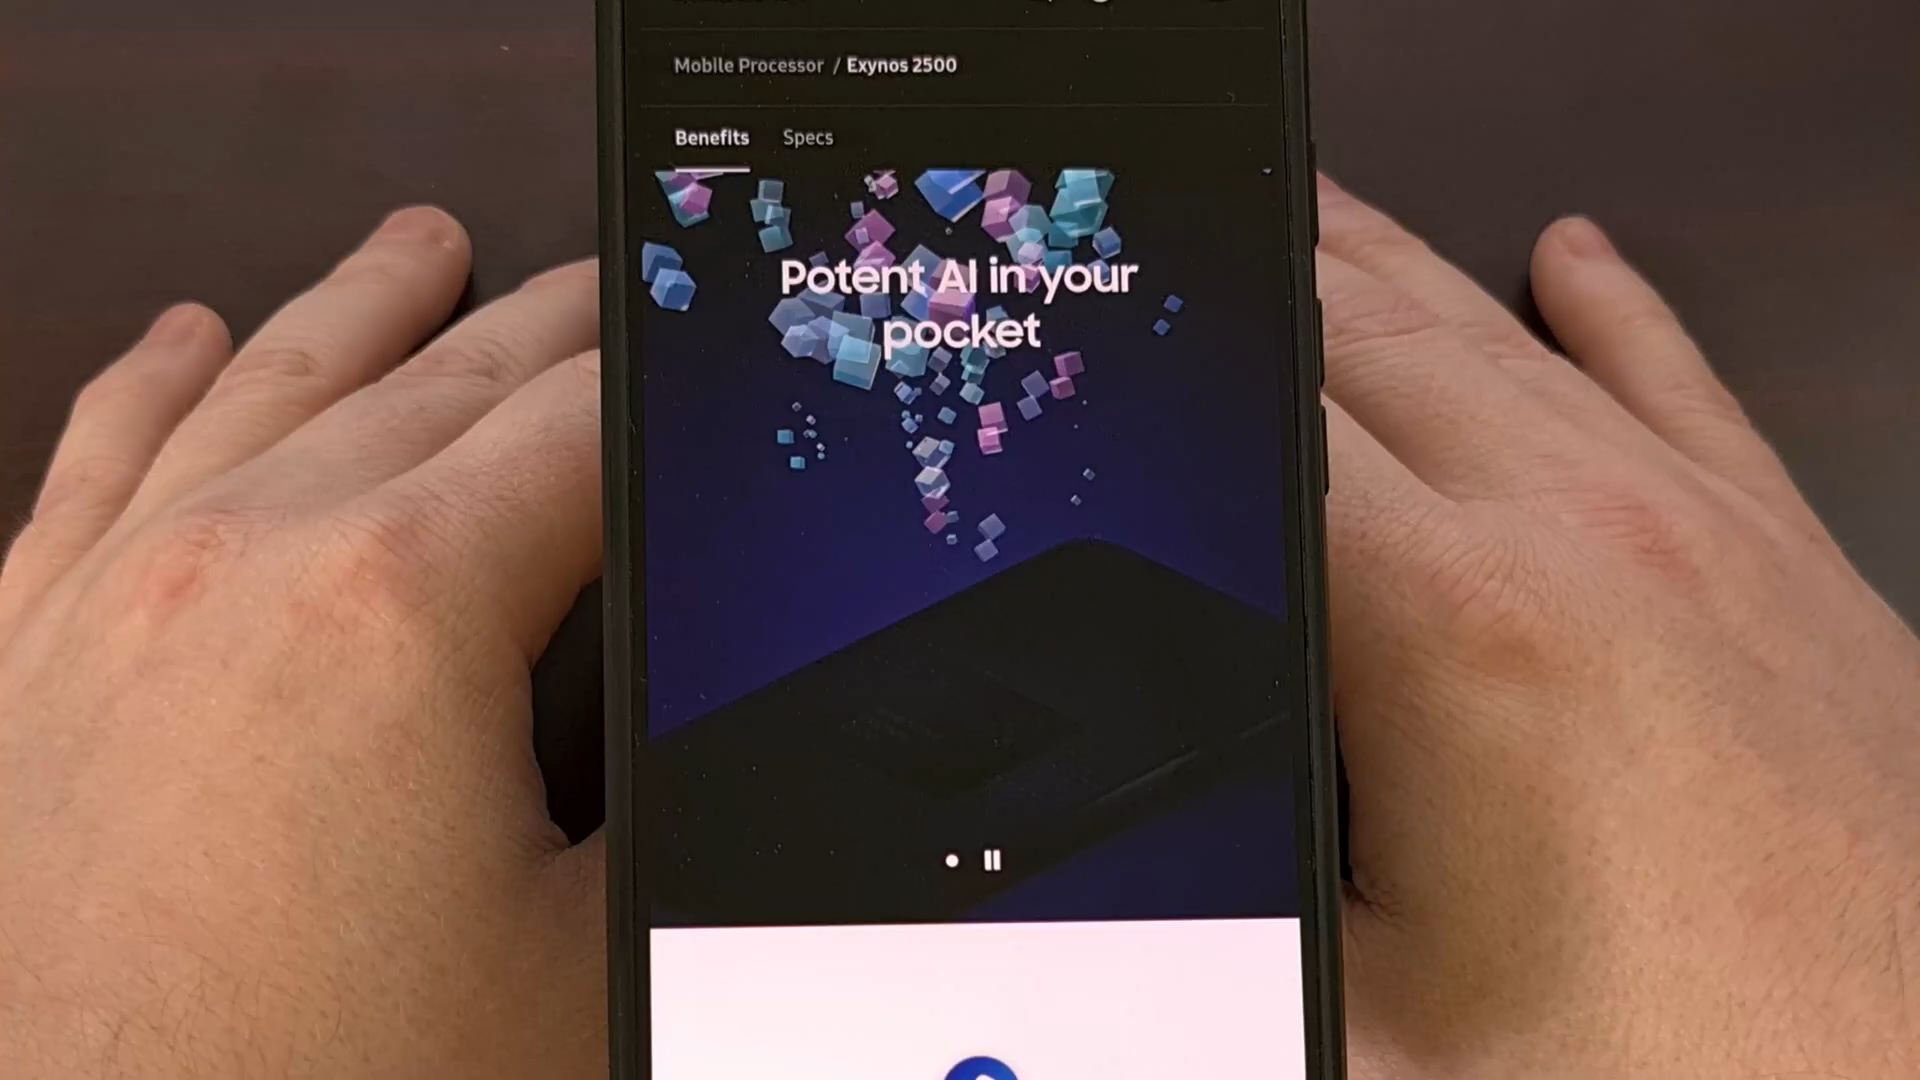 Mobile Processor / Exynos 2500
Benefits Specs
Potent AI in your
pocket